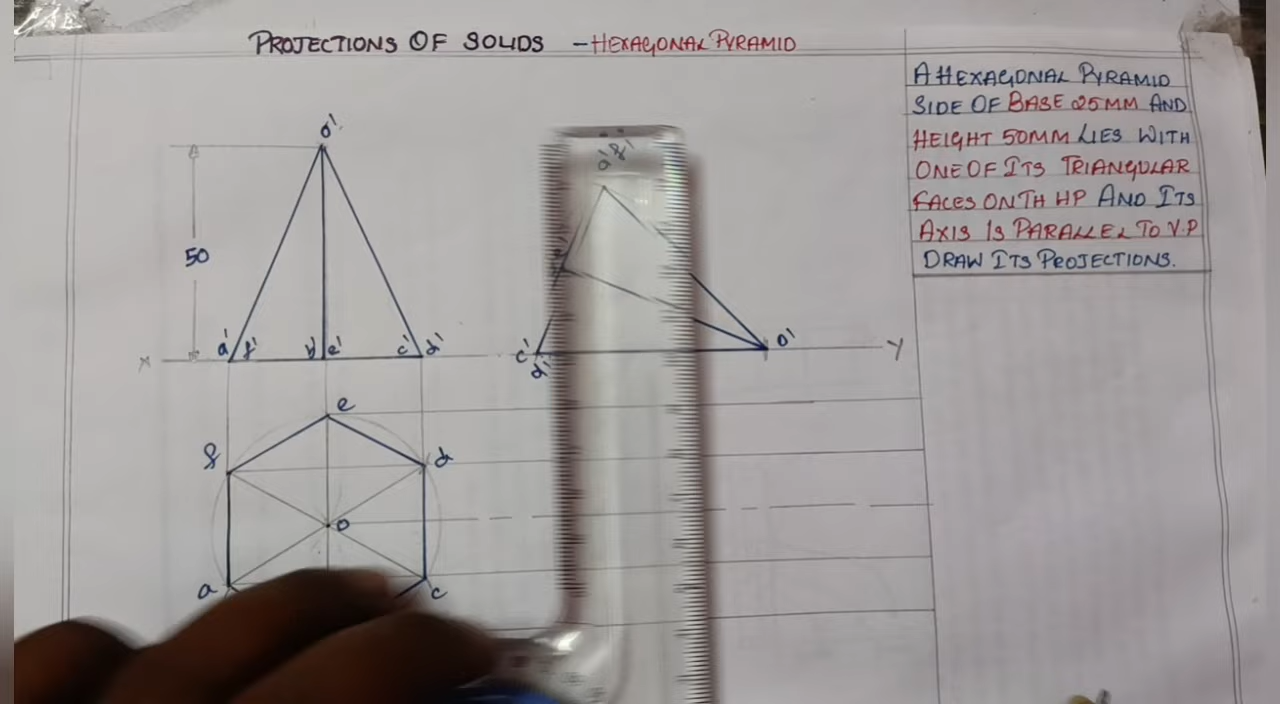 PROJECTIONS OF SOLIDS - HEXAGONAL PYRAMID
A HEXAGONAL PYRAMID
SIDE OF BASE 25MM AND
HEIGHT 50MM LIES WITH
ONE OF ITS TRIANGULAR
FACES ON TH HP AND ITS
AXIS IS PARALLEL TO V.P
DRAW ITS PROJECTIONS.
o'
a'f'
50
a' f' b' e' c' d'
c' d'
o'
X
Y
e
f
d
o
a
c